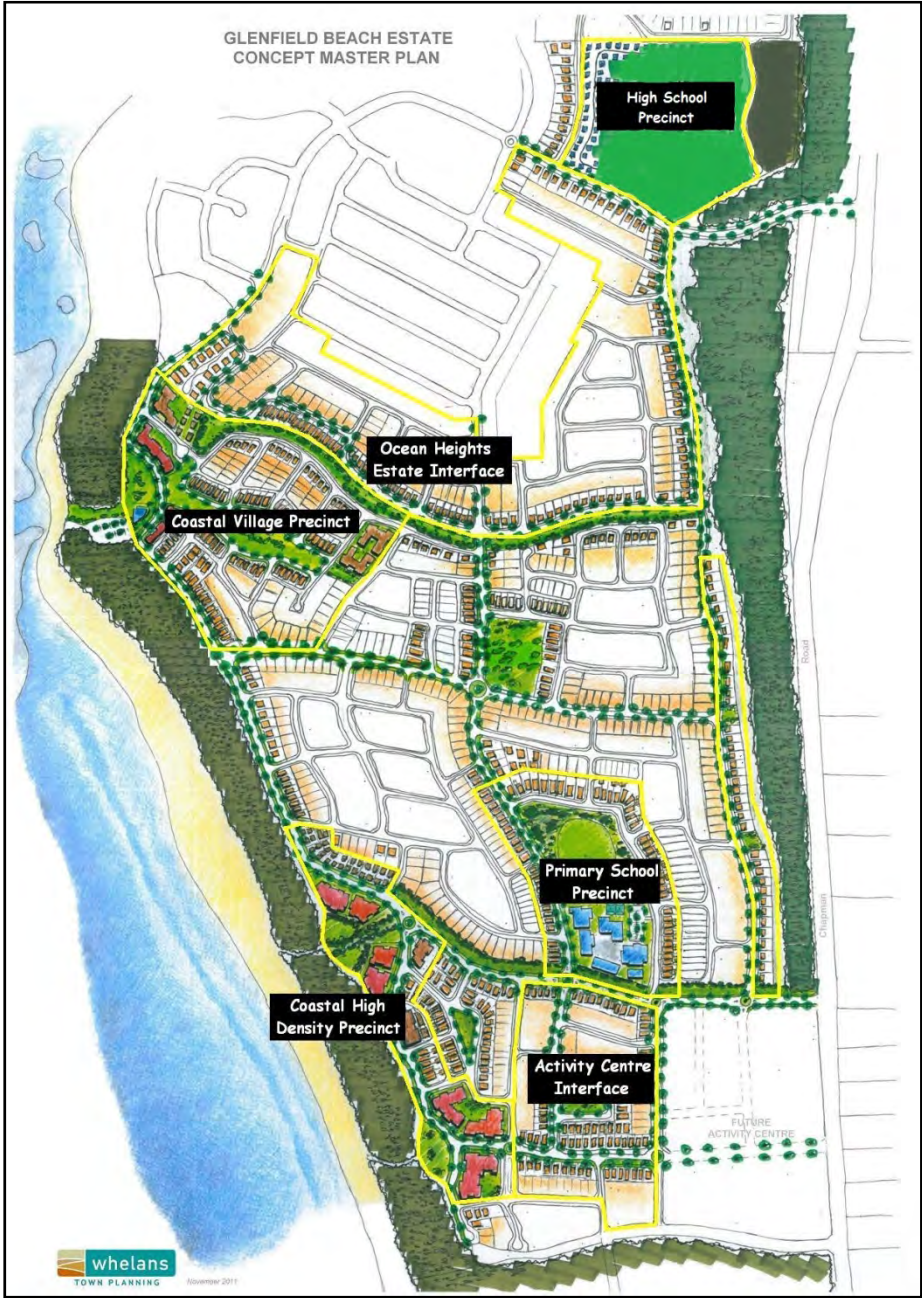 GLENFIELD BEACH ESTATE
CONCEPT MASTER PLAN
High School
Precinct
Ocean Heights
Estate Interface
Coastal Village Precinct
Road
Primary School
Precinct
Chapman
Coastal High
Density Precinct
Activity Centre
Interface
FUTURE
ACTIVITY CENTRE
whelans
TOWN PLANNING
November 2011